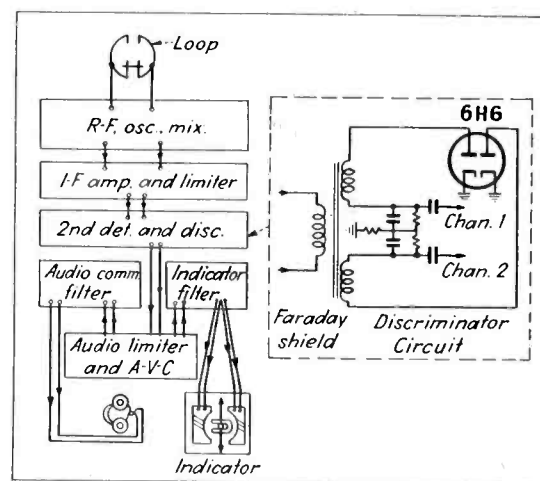 Loop
R-F, osc., mix.
I-F amp. and limiter
2nd det. and disc.
Audio comm.
filter
Indicator
filter
Audio limiter
and A-V-C
Indicator
6H6
Chan. 1
Chan. 2
Faraday
shield
Discriminator
Circuit